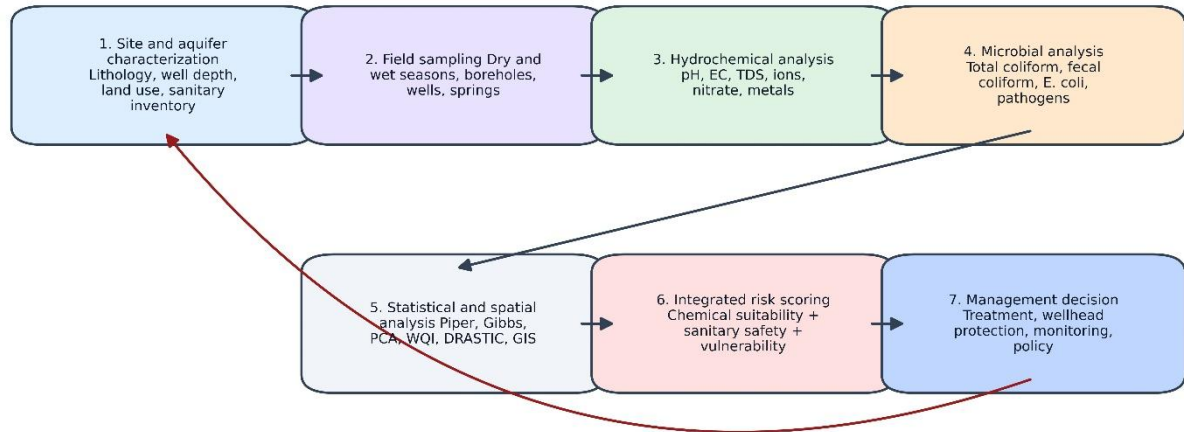 1. Site and aquifer
characterization
Lithology, well depth,
land use, sanitary
inventory
2. Field sampling Dry and
wet seasons, boreholes,
wells, springs
3. Hydrochemical analysis
pH, EC, TDS, ions,
nitrate, metals
4. Microbial analysis
Total coliform, fecal
coliform, E. coli,
pathogens
5. Statistical and spatial
analysis Piper, Gibbs,
PCA, WQI, DRASTIC, GIS
6. Integrated risk scoring
Chemical suitability +
sanitary safety +
vulnerability
7. Management decision
Treatment, wellhead
protection, monitoring,
policy